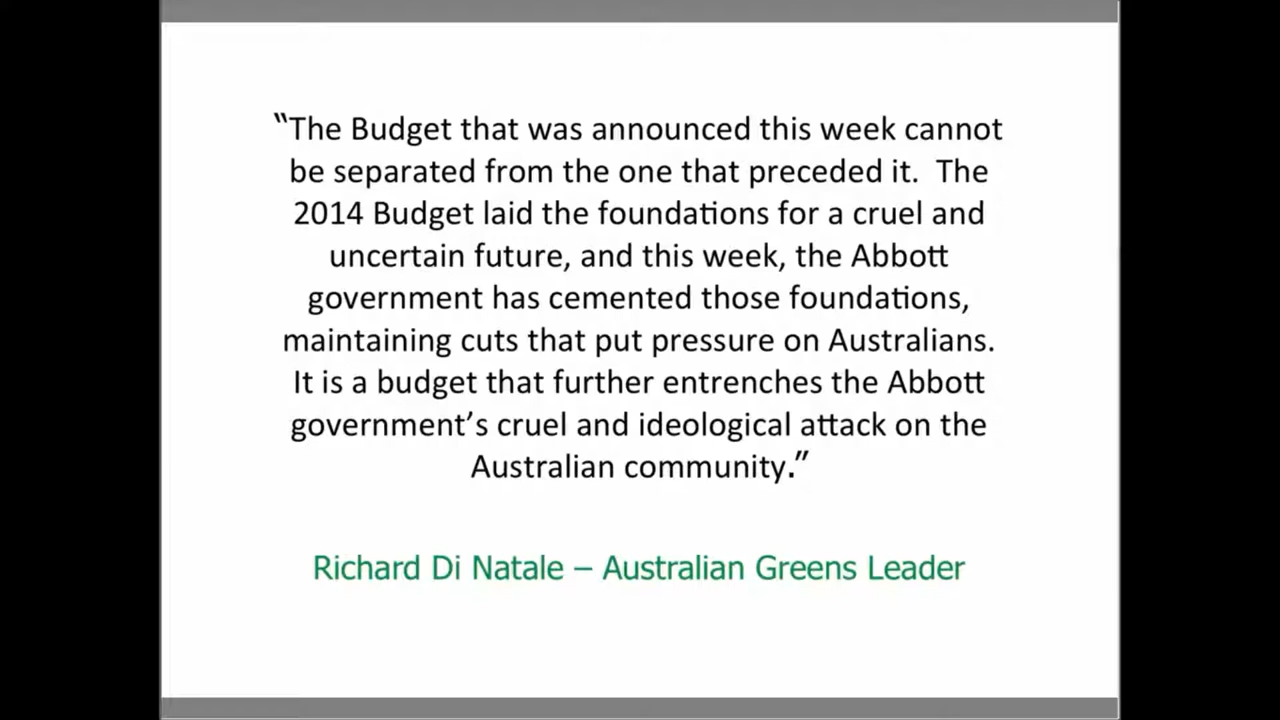 “The Budget that was announced this week cannot
be separated from the one that preceded it.  The
2014 Budget laid the foundations for a cruel and
uncertain future, and this week, the Abbott
government has cemented those foundations,
maintaining cuts that put pressure on Australians.
It is a budget that further entrenches the Abbott
government’s cruel and ideological attack on the
Australian community.”
Richard Di Natale – Australian Greens Leader